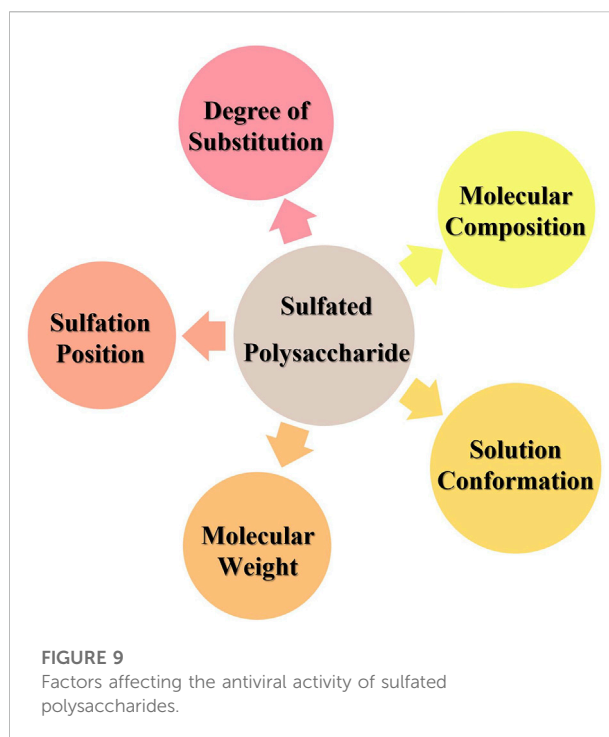 Degree of
Substitution
Molecular
Composition
Sulfated
Polysaccharide
Sulfation
Position
Solution
Conformation
Molecular
Weight
FIGURE 9
Factors affecting the antiviral activity of sulfated
polysaccharides.